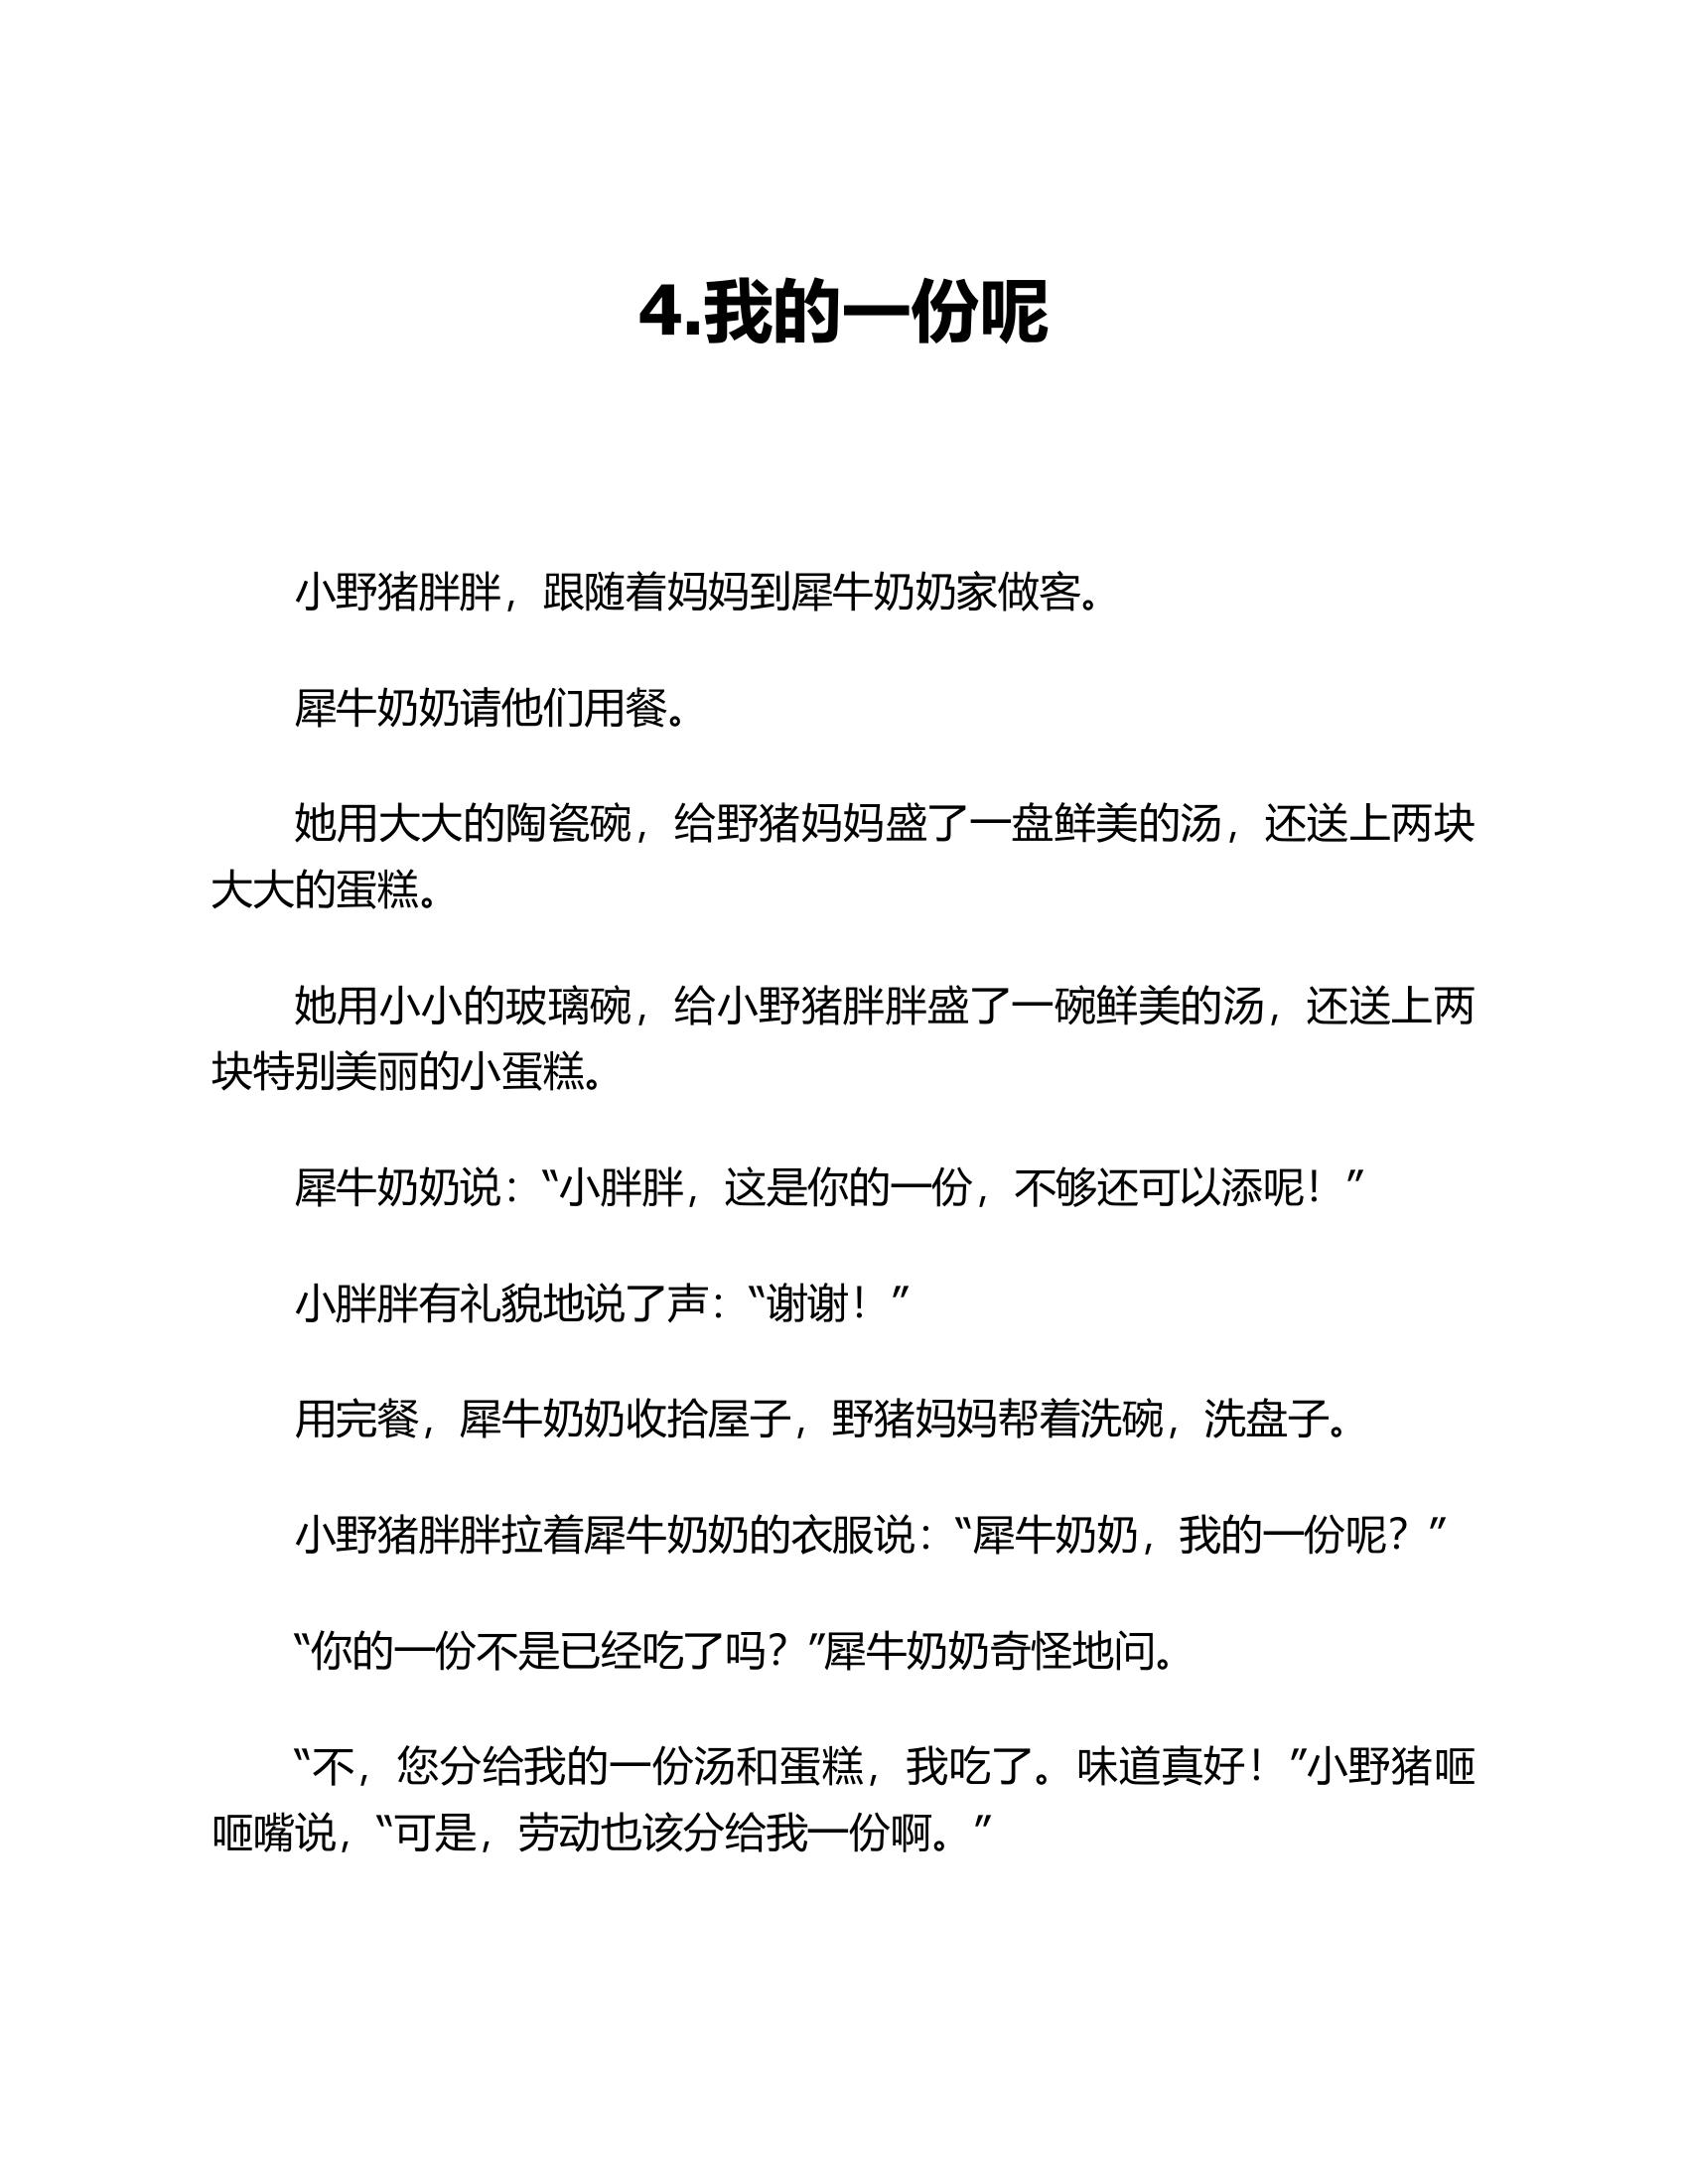 4.我的一份呢
小野猪胖胖，跟随着妈妈到犀牛奶奶家做客。
犀牛奶奶请他们用餐。
她用大大的陶瓷碗，给野猪妈妈盛了一盘鲜美的汤，还送上两块
大大的蛋糕。
她用小小的玻璃碗，给小野猪胖胖盛了一碗鲜美的汤，还送上两
块特别美丽的小蛋糕。
犀牛奶奶说：“小胖胖，这是你的一份，不够还可以添呢！”
小胖胖有礼貌地说了声：“谢谢！”
用完餐，犀牛奶奶收拾屋子，野猪妈妈帮着洗碗，洗盘子。
小野猪胖胖拉着犀牛奶奶的衣服说：“犀牛奶奶，我的一份呢？”
“你的一份不是已经吃了吗？”犀牛奶奶奇怪地问。
“不，您分给我的一份汤和蛋糕，我吃了。味道真好！”小野猪咂
咂嘴说，“可是，劳动也该分给我一份啊。”